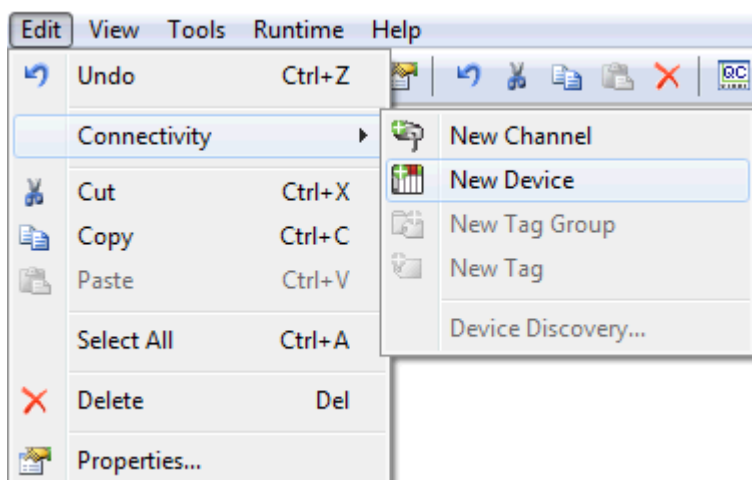 Edit View Tools Runtime Help
QC
Undo Ctrl+Z
Connectivity
New Channel
New Device
New Tag Group
New Tag
Device Discovery...
Cut Ctrl+X
Copy Ctrl+C
Paste Ctrl+V
Select All Ctrl+A
Delete Del
Properties...